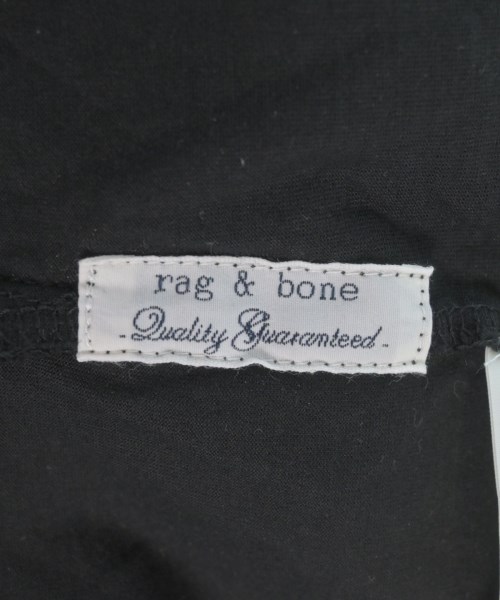 rag & bone
- Quality Guaranteed -